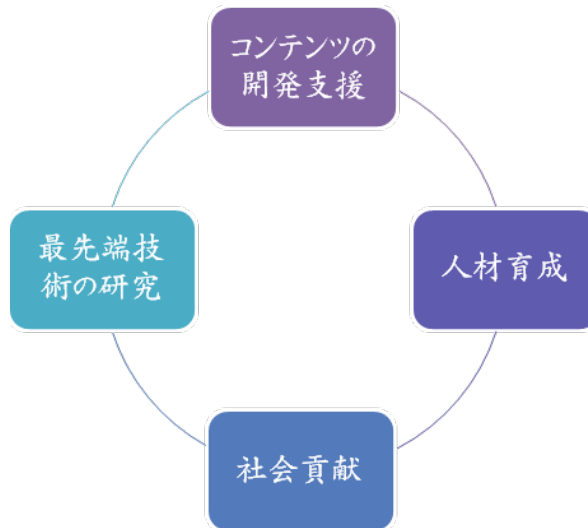 コンテンツの
開発支援
最先端技
術の研究
人材育成
社会貢献